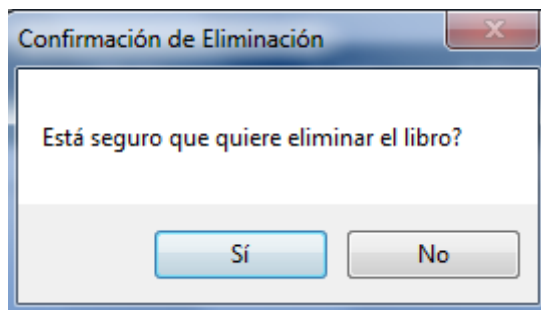 Confirmación de Eliminación
Está seguro que quiere eliminar el libro?
Sí
No